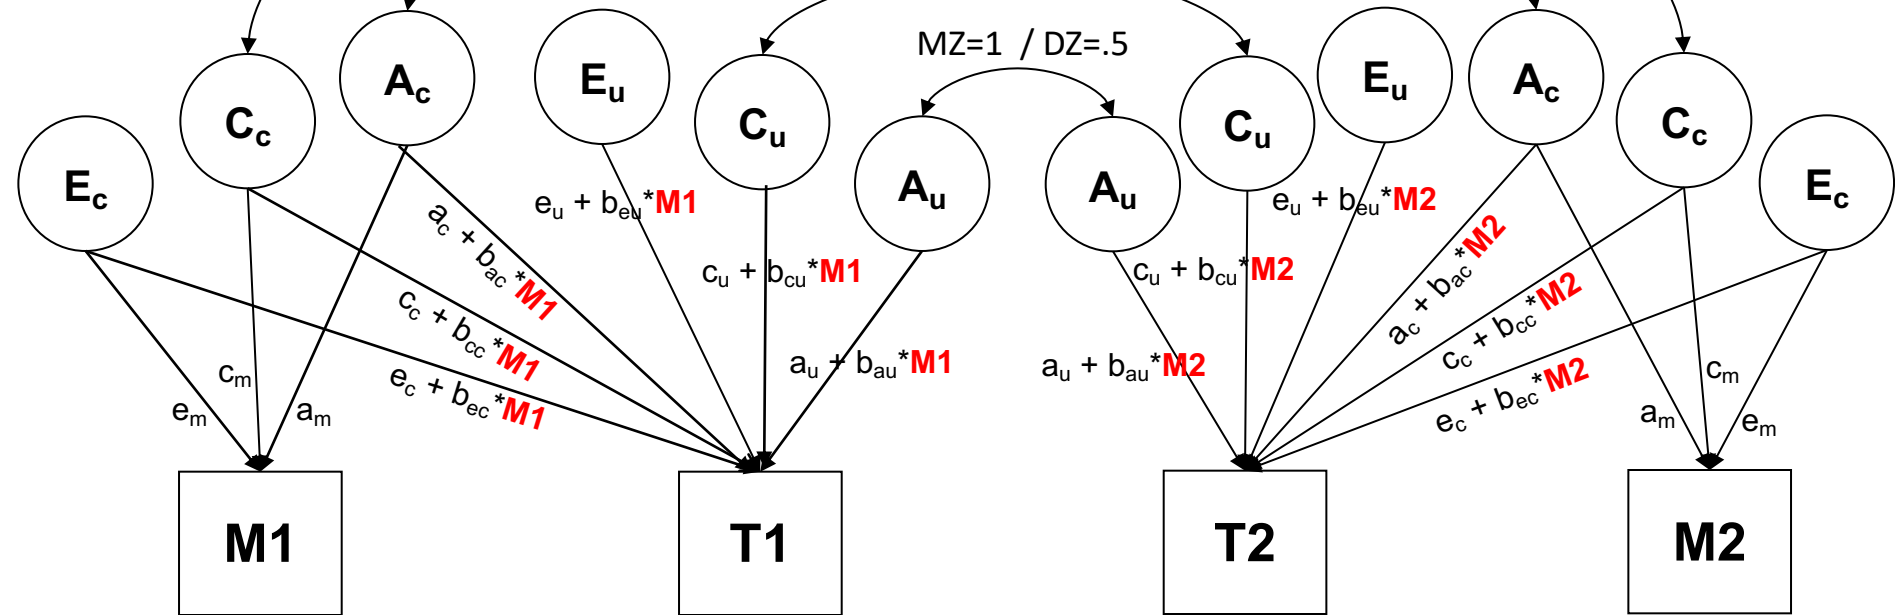 MZ=1 / DZ=.5
Ec
Cc
Ac
Eu
Cu
Au
Au
Cu
Eu
Ac
Cc
Ec
eu + beu*M1
cu + bcu*M1
au + bau*M1
ac + bac*M1
cc + bcc*M1
ec + bec*M1
em
cm
am
eu + beu*M2
cu + bcu*M2
au + bau*M2
ac + bac*M2
cc + bcc*M2
ec + bec*M2
am
cm
em
M1
T1
T2
M2